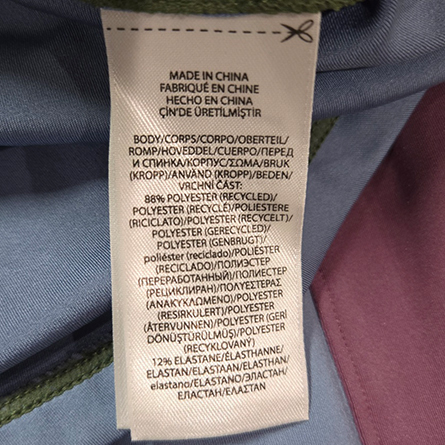 MADE IN CHINA
FABRIQUÉ EN CHINE
HECHO EN CHINA
ÇİN'DE ÜRETİLMİŞTİR
BODY/CORPS/CORPO/OBERTEIL/
ROMP/HOVEDDEL/CUERPO/ПЕРЕД
И СПИНКА/КОРПУС/ΣΩΜΑ/BRUK
(KROPP)/ANVÄND (KROPP)/BEDEN/
VRCHNÍ ČÁST:
88% POLYESTER (RECYCLED)/
POLYESTER (RECYCLÉ)/POLIESTERE
(RICICLATO)/POLYESTER (RECYCELT)/
POLYESTER (GERECYCLED)/
POLYESTER (GENBRUGT)/
poliéster (reciclado)/POLIÉSTER
(RECICLADO)/ПОЛИЭСТЕР
(ПЕРЕРАБОТАННЫЙ)/ПОЛИЕСТЕР
(РЕЦИКЛИРАН)/ΠΟΛΥΕΣΤΕΡΑΣ
(ΑΝΑΚΥΚΛΩΜΕΝΟ)/POLYESTER
(RESIRKULERT)/POLYESTER
(ÅTERVUNNEN)/POLYESTER (GERİ
DÖNÜŞTÜRÜLMÜŞ)/POLYESTER
(RECYKLOVANÝ)
12% ELASTANE/ÉLASTHANNE/
ELASTAN/ELASTAAN/ELASTHAN/
elastano/ELASTANO/ЭЛАСТАН/
ЕЛАСТАН/ΕΛΑΣΤΑΝ